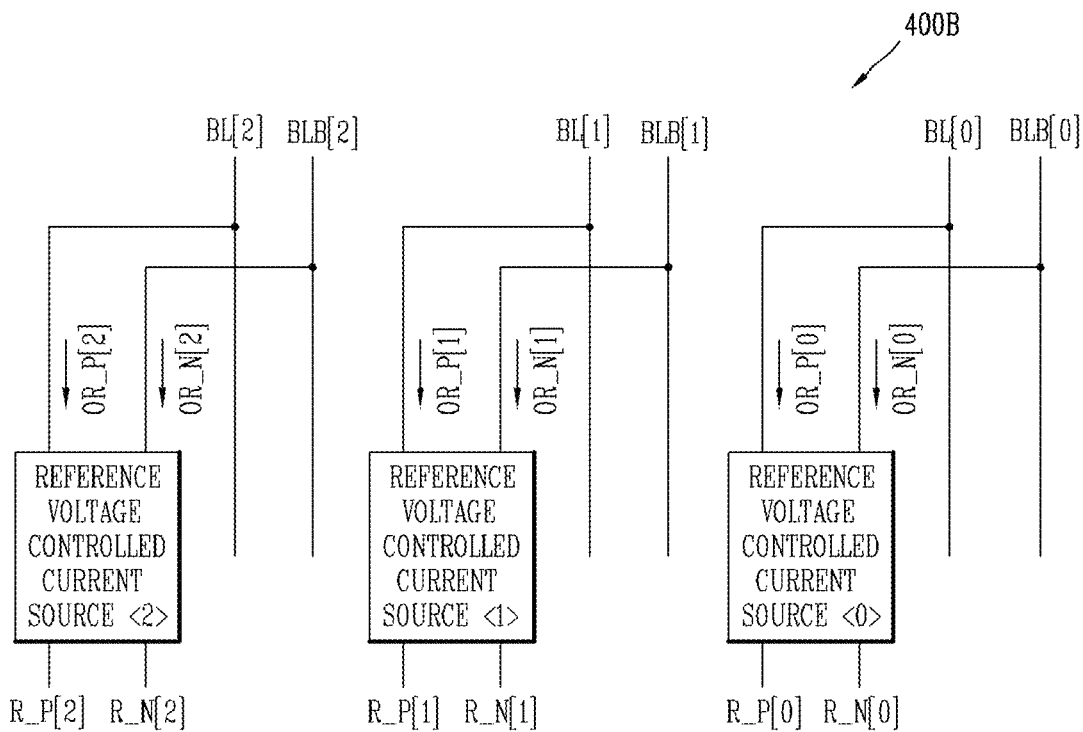 400B
BL[2] BLB[2] BL[1] BLB[1] BL[0] BLB[0]
OR_P[2] OR_N[2] OR_P[1] OR_N[1] OR_P[0] OR_N[0]
REFERENCE
VOLTAGE
CONTROLLED
CURRENT
SOURCE <2>
REFERENCE
VOLTAGE
CONTROLLED
CURRENT
SOURCE <1>
REFERENCE
VOLTAGE
CONTROLLED
CURRENT
SOURCE <0>
R_P[2] R_N[2] R_P[1] R_N[1] R_P[0] R_N[0]